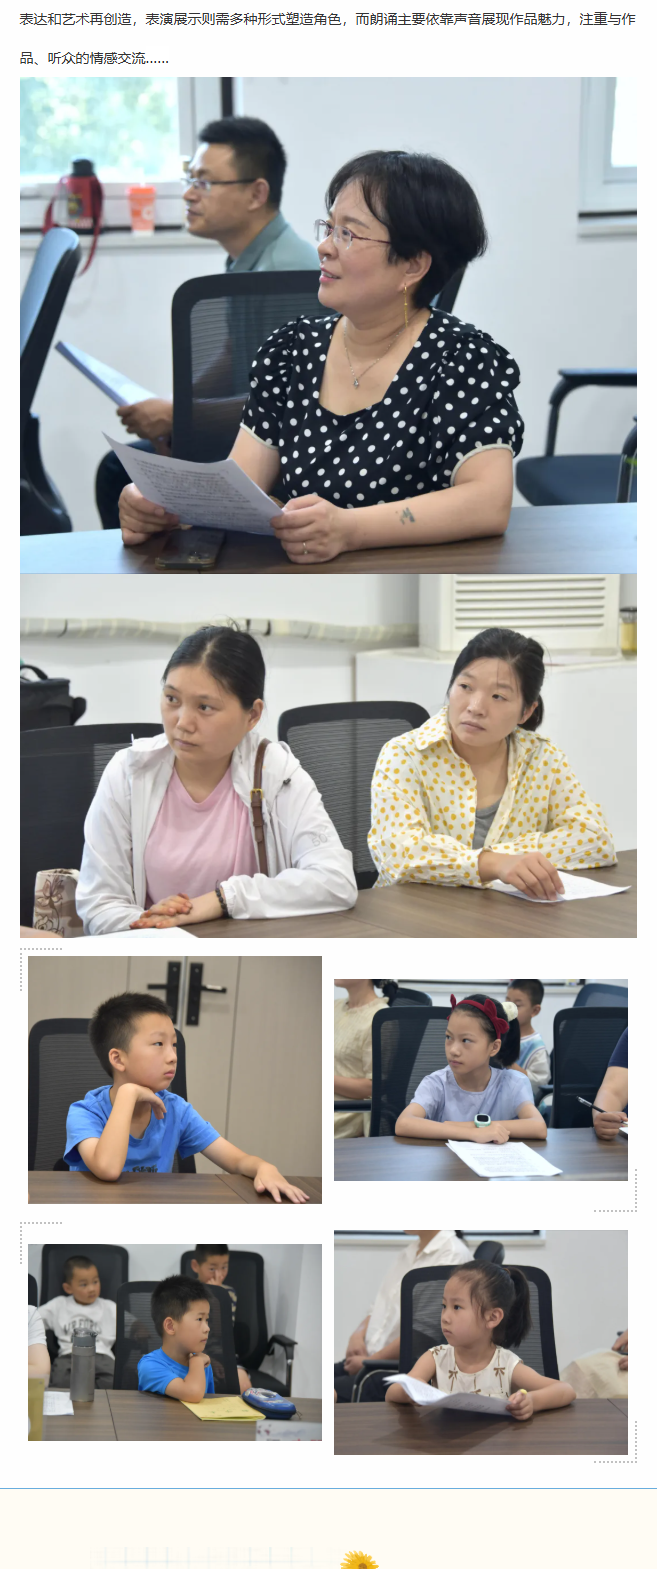 表达和艺术再创造，表演展示则需多种形式塑造角色，而朗诵主要依靠声音展现作品魅力，注重与作
品、听众的情感交流......